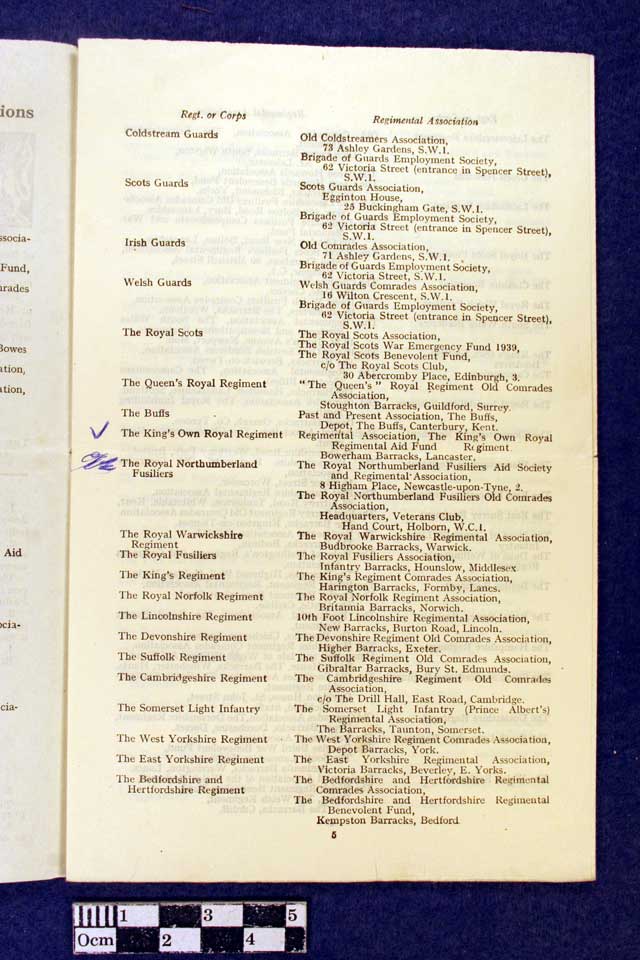 ions
ssocia-
Fund,
nrades
Bowes
ation,
ation,
Aid
ocia-
cia-
Regt. or Corps
Regimental Association
Coldstream Guards
Old Coldstreamers Association,
73 Ashley Gardens, S.W.1.
Brigade of Guards Employment Society,
62 Victoria Street (entrance in Spencer Street),
S.W.1.
Scots Guards
Scots Guards Association,
Egginton House,
25 Buckingham Gate, S.W.1.
Brigade of Guards Employment Society,
62 Victoria Street (entrance in Spencer Street),
S.W.1.
Irish Guards
Old Comrades Association,
71 Ashley Gardens, S.W.1.
Brigade of Guards Employment Society,
62 Victoria Street, S.W.1.
Welsh Guards
Welsh Guards Comrades Association,
16 Wilton Crescent, S.W.1.
Brigade of Guards Employment Society,
62 Victoria Street (entrance in Spencer Street),
S.W.1.
The Royal Scots
The Royal Scots Association,
The Royal Scots War Emergency Fund 1939,
The Royal Scots Benevolent Fund,
c/o The Royal Scots Club,
30 Abercromby Place, Edinburgh, 3.
The Queen's Royal Regiment
"The Queen's" Royal Regiment Old Comrades
Association,
Stoughton Barracks, Guildford, Surrey.
The Buffs
Past and Present Association, The Buffs,
Depot, The Buffs, Canterbury, Kent.
The King's Own Royal Regiment
Regimental Association, The King's Own Royal
Regimental Aid Fund Regiment
Bowerham Barracks, Lancaster.
The Royal Northumberland
Fusiliers
The Royal Northumberland Fusiliers Aid Society
and Regimental Association,
8 Higham Place, Newcastle-upon-Tyne, 2.
The Royal Northumberland Fusiliers Old Comrades
Association,
Headquarters, Veterans Club,
Hand Court, Holborn, W.C.1.
The Royal Warwickshire
Regiment
The Royal Warwickshire Regimental Association,
Budbrooke Barracks, Warwick.
The Royal Fusiliers
The Royal Fusiliers Association,
Infantry Barracks, Hounslow, Middlesex
The King's Regiment
The King's Regiment Comrades Association,
Harington Barracks, Formby, Lancs.
The Royal Norfolk Regiment
The Royal Norfolk Regiment Association,
Britannia Barracks, Norwich.
The Lincolnshire Regiment
10th Foot Lincolnshire Regimental Association,
New Barracks, Burton Road, Lincoln.
The Devonshire Regiment
The Devonshire Regiment Old Comrades Association,
Higher Barracks, Exeter.
The Suffolk Regiment
The Suffolk Regiment Old Comrades Association,
Gibraltar Barracks, Bury St. Edmunds.
The Cambridgeshire Regiment
The Cambridgeshire Regiment Old Comrades
Association,
c/o The Drill Hall, East Road, Cambridge.
The Somerset Light Infantry
The Somerset Light Infantry (Prince Albert's)
Regimental Association,
The Barracks, Taunton, Somerset.
The West Yorkshire Regiment
The West Yorkshire Regiment Comrades Association,
Depot Barracks, York.
The East Yorkshire Regiment
The East Yorkshire Regimental Association,
Victoria Barracks, Beverley, E. Yorks.
The Bedfordshire and
Hertfordshire Regiment
The Bedfordshire and Hertfordshire Regimental
Comrades Association,
The Bedfordshire and Hertfordshire Regimental
Benevolent Fund,
Kempston Barracks, Bedford
5
1 3 5
0cm 2 4